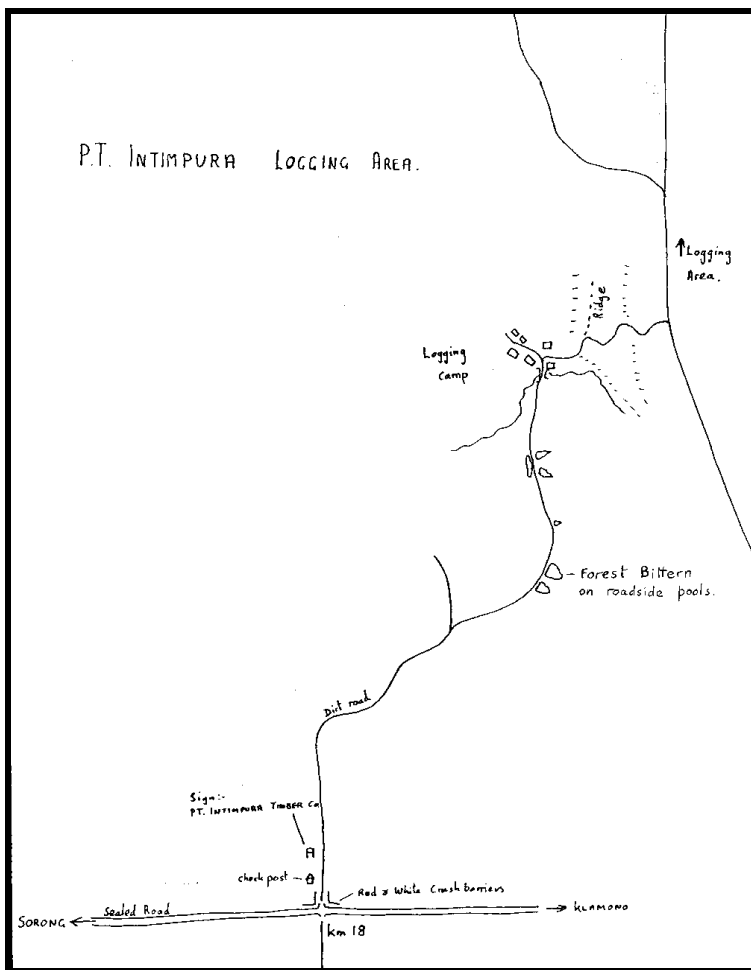 P.T. INTIMPURA LOGGING AREA.
↑Logging
Area.
Ridge
Logging
Camp
Forest Bittern
on roadside pools.
Dirt road
Sign:-
PT. INTIMPURA TIMBER Co
check post
Red & White Crash barriers
SORONG
Sealed Road
KLAMONO
km 18